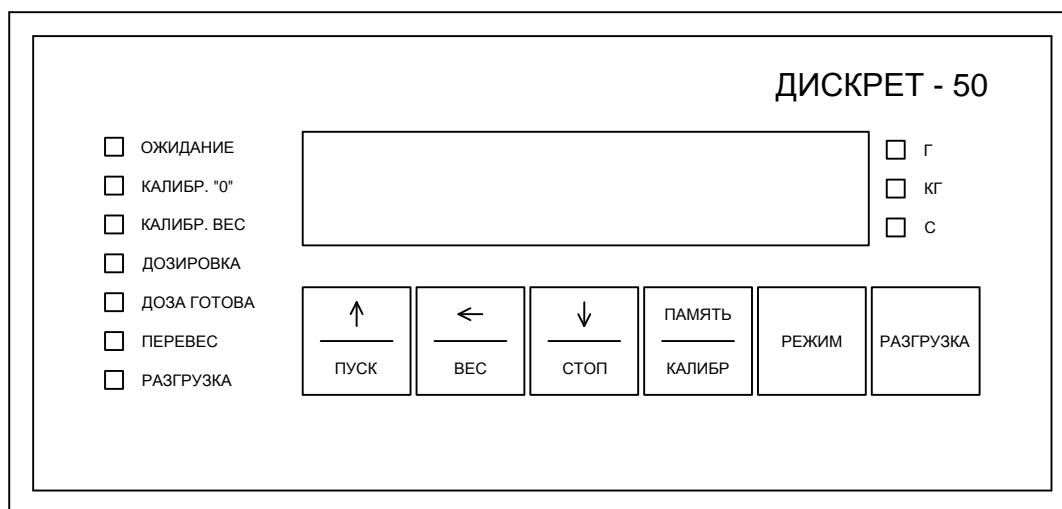 ДИСКРЕТ - 50
ОЖИДАНИЕ
КАЛИБР. "0"
КАЛИБР. ВЕС
ДОЗИРОВКА
ДОЗА ГОТОВА
ПЕРЕВЕС
РАЗГРУЗКА
Г
КГ
С
ПУСК
ВЕС
СТОП
ПАМЯТЬ
КАЛИБР
РЕЖИМ
РАЗГРУЗКА